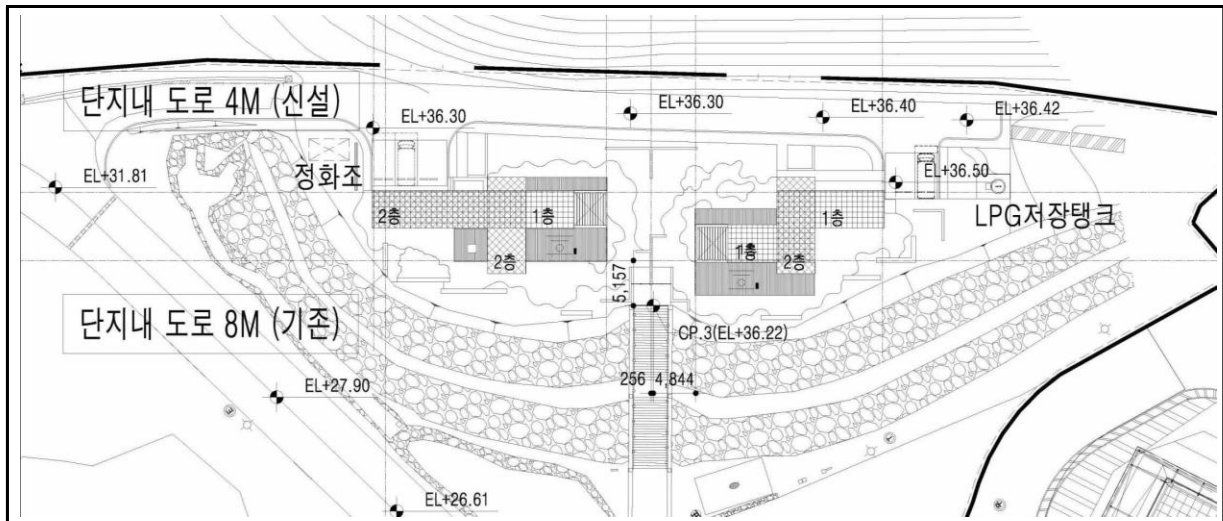 단지내 도로 4M (신설)
EL+36.30
EL+36.30
EL+36.40
EL+36.42
EL+31.81
정화조
EL+36.50
LPG저장탱크
2층
1층
1층
1층
2층
2층
5,157
단지내 도로 8M (기존)
CP.3(EL+36.22)
256
4,844
EL+27.90
EL+26.61